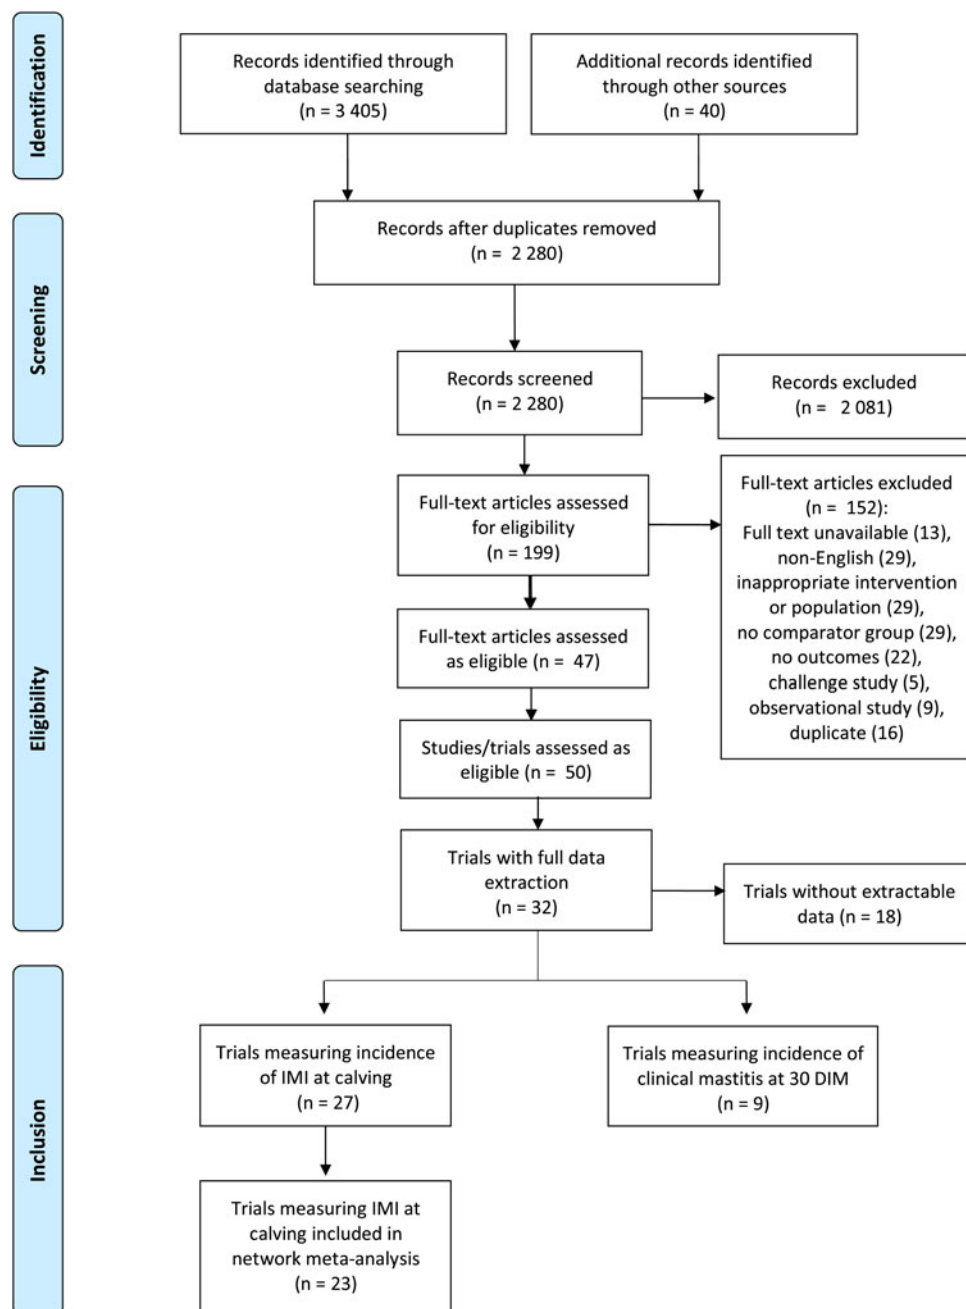 Identification
Records identified through
database searching
(n = 3 405)
Additional records identified
through other sources
(n = 40)
Screening
Records after duplicates removed
(n = 2 280)
Records screened
(n = 2 280)
Records excluded
(n = 2 081)
Eligibility
Full-text articles assessed
for eligibility
(n = 199)
Full-text articles excluded
(n = 152):
Full text unavailable (13),
non-English (29),
inappropriate intervention
or population (29),
no comparator group (29),
no outcomes (22),
challenge study (5),
observational study (9),
duplicate (16)
Full-text articles assessed
as eligible (n = 47)
Studies/trials assessed as
eligible (n = 50)
Trials with full data
extraction
(n = 32)
Trials without extractable
data (n = 18)
Inclusion
Trials measuring incidence
of IMI at calving
(n = 27)
Trials measuring incidence of
clinical mastitis at 30 DIM
(n = 9)
Trials measuring IMI at
calving included in
network meta-analysis
(n = 23)